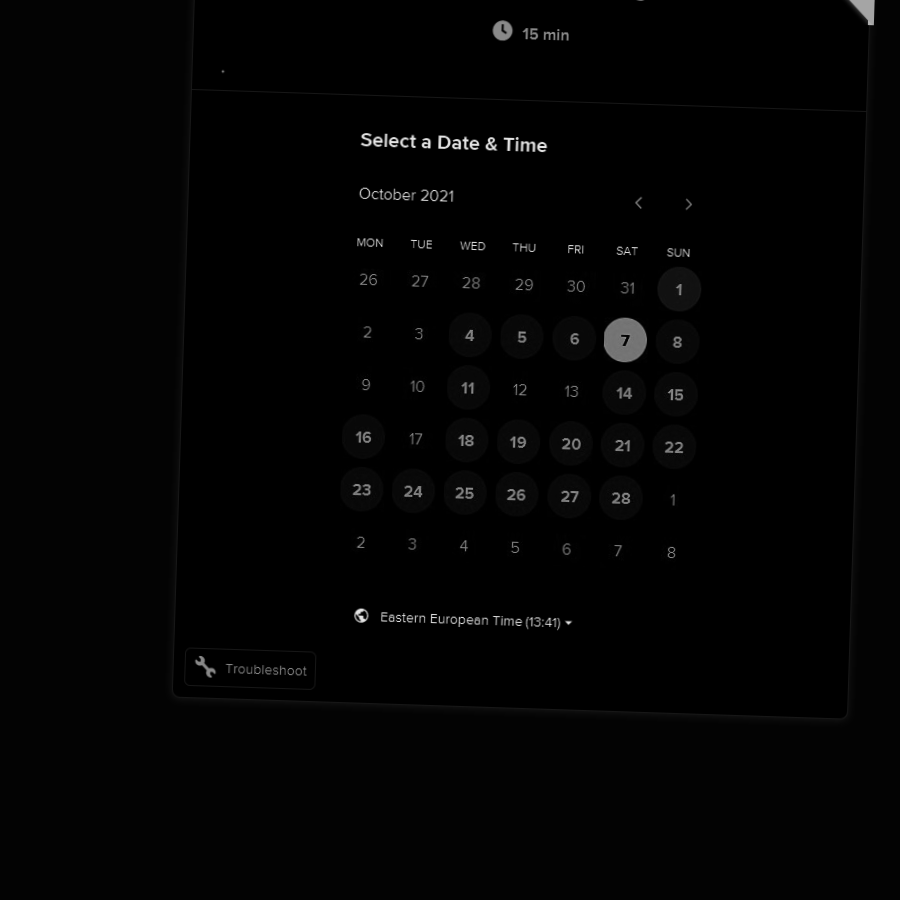 15 min
Select a Date & Time
October 2021
MON TUE WED THU FRI SAT SUN
26 27 28 29 30 31 1
2 3 4 5 6 7 8
9 10 11 12 13 14 15
16 17 18 19 20 21 22
23 24 25 26 27 28 1
2 3 4 5 6 7 8
Eastern European Time (13:41)
Troubleshoot